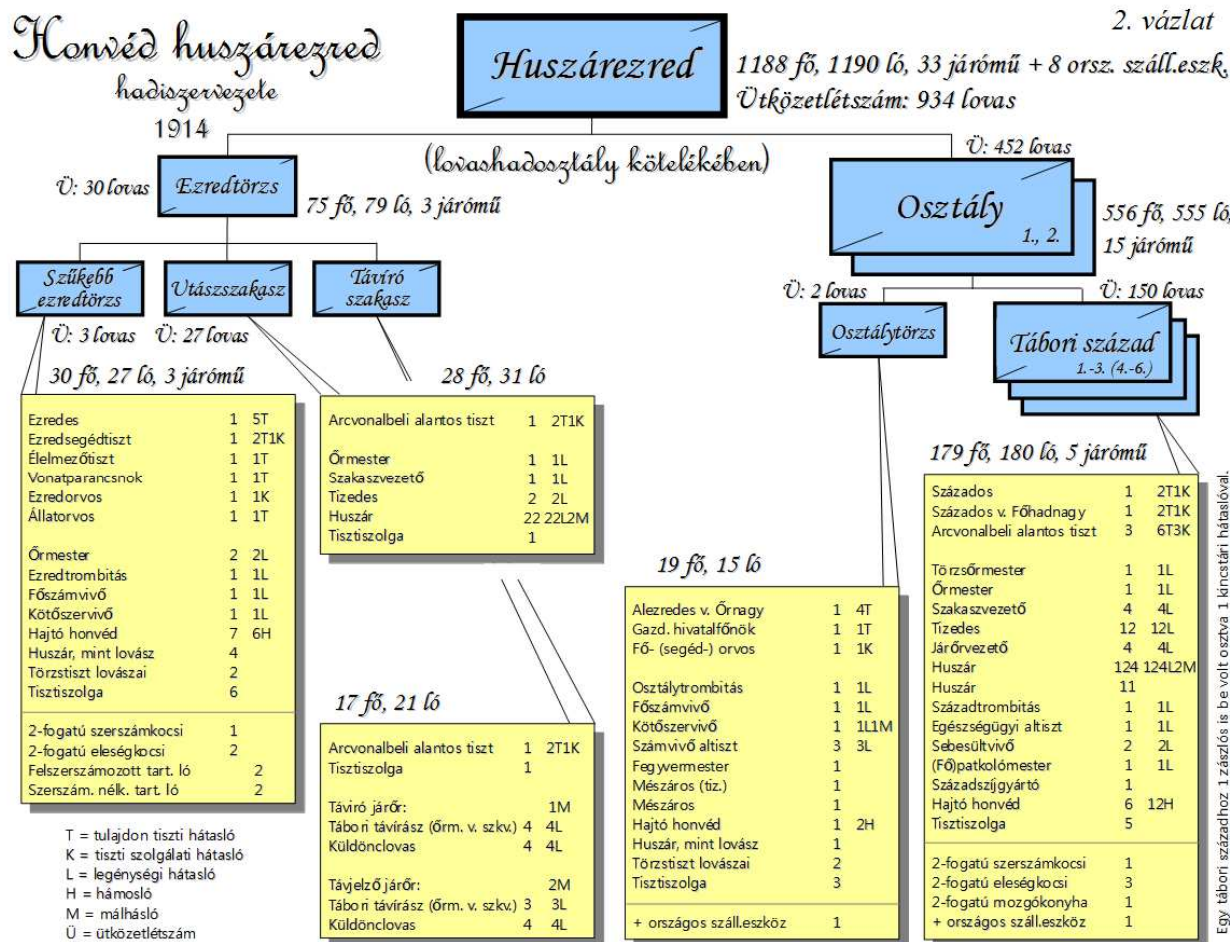 2. vázlat
Honvéd huszárezred
hadiszervezete
1914
Huszárezred
1188 fő, 1190 ló, 33 járómű + 8 orsz. száll.eszk.
Ütközetlétszám: 934 lovas
(lovashadosztály kötelékében)
Ü: 30 lovas
Ezredtörzs
75 fő, 79 ló, 3 járómű
Ü: 452 lovas
Osztály
1., 2.
556 fő, 555 ló,
15 járómű
Szűkebb
ezredtörzs
Utászszakasz
Távíró
szakasz
Ü: 3 lovas
Ü: 27 lovas
Ü: 2 lovas
Osztálytörzs
Ü: 150 lovas
Tábori század
1.-3. (4.-6.)
30 fő, 27 ló, 3 járómű
Ezredes 1 5T
Ezredsegédtiszt 1 2T1K
Élelmezőtiszt 1 1T
Vonatparancsnok 1 1T
Ezredorvos 1 1K
Állatorvos 1 1T
Őrmester 2 2L
Ezredtrombitás 1 1L
Főszámvivő 1 1L
Kötőszervivő 1 1L
Hajtó honvéd 7 6H
Huszár, mint lovász 4
Törzstiszt lovászai 2
Tisztiszolga 6
2-fogatú szerszámkocsi 1
2-fogatú eleségkocsi 2
Felszerszámozott tart. ló 2
Szerszám. nélk. tart. ló 2
28 fő, 31 ló
Arcvonalbeli alantos tiszt 1 2T1K
Őrmester 1 1L
Szakaszvezető 1 1L
Tizedes 2 2L
Huszár 22 22L2M
Tisztiszolga 1
17 fő, 21 ló
Arcvonalbeli alantos tiszt 1 2T1K
Tisztiszolga 1
Táviró járőr: 1M
Tábori távírász (őrm. v. szkv.) 4 4L
Küldönclovas 4 4L
Távjelző járőr: 2M
Tábori távírász (őrm. v. szkv.) 3 3L
Küldönclovas 4 4L
19 fő, 15 ló
Alezredes v. Őrnagy 1 4T
Gazd. hivatalfőnök 1 1T
Fő- (segéd-) orvos 1 1K
Osztálytrombitás 1 1L
Főszámvivő 1 1L
Kötőszervivő 1 1L1M
Számvivő altiszt 3 3L
Fegyvermester 1
Mészáros (tiz.) 1
Mészáros 1
Hajtó honvéd 1 2H
Huszár, mint lovász 1
Törzstiszt lovászai 2
Tisztiszolga 3
+ országos száll.eszköz 1
179 fő, 180 ló, 5 járómű
Százados 1 2T1K
Százados v. Főhadnagy 1 2T1K
Arcvonalbeli alantos tiszt 3 6T3K
Törzsőrmester 1 1L
Őrmester 1 1L
Szakaszvezető 4 4L
Tizedes 12 12L
Járőrvezető 4 4L
Huszár 124 124L2M
Huszár 11
Századtrombitás 1 1L
Egészségügyi altiszt 1 1L
Sebesültvivő 2 2L
(Fő)patkolómester 1 1L
Századszíjgyártó 1
Hajtó honvéd 6 12H
Tisztiszolga 5
2-fogatú szerszámkocsi 1
2-fogatú eleségkocsi 3
2-fogatú mozgókonyha 1
+ országos száll.eszköz 1
Egy tábori századhoz 1 zászlós is be volt osztva 1 kincstári hátaslóval.
T = tulajdon tiszti hátasló
K = tiszti szolgálati hátasló
L = legénységi hátasló
H = hámosló
M = málhásló
Ü = ütközetlétszám